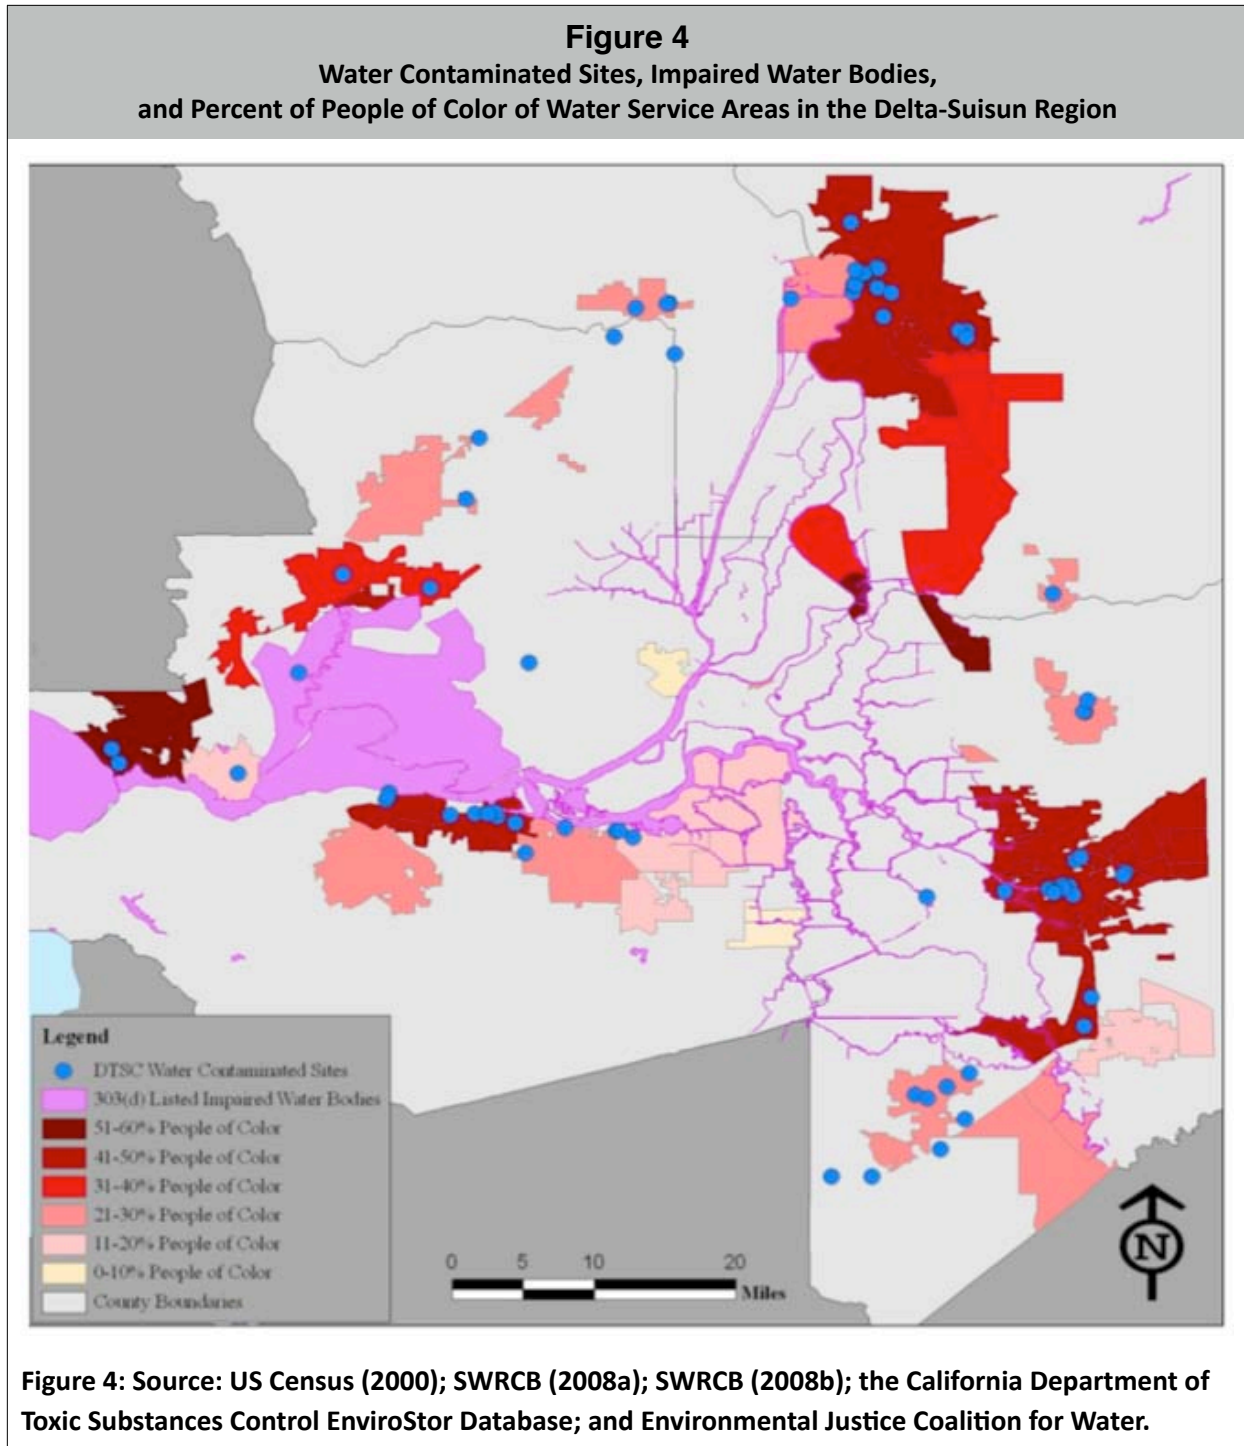 Figure 4
Water Contaminated Sites, Impaired Water Bodies,
and Percent of People of Color of Water Service Areas in the Delta-Suisun Region
Legend
DTSC Water Contaminated Sites
303(d) Listed Impaired Water Bodies
51-60% People of Color
41-50% People of Color
31-40% People of Color
21-30% People of Color
11-20% People of Color
0-10% People of Color
County Boundaries
0 5 10 20
Miles
N
Figure 4: Source: US Census (2000); SWRCB (2008a); SWRCB (2008b); the California Department of
Toxic Substances Control EnviroStor Database; and Environmental Justice Coalition for Water.